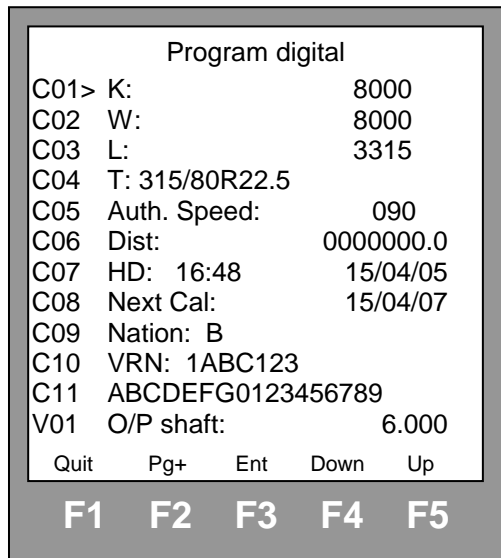 Program digital
C01> K: 8000
C02 W: 8000
C03 L: 3315
C04 T: 315/80R22.5
C05 Auth. Speed: 090
C06 Dist: 0000000.0
C07 HD: 16:48 15/04/05
C08 Next Cal: 15/04/07
C09 Nation: B
C10 VRN: 1ABC123
C11 ABCDEFG0123456789
V01 O/P shaft: 6.000
Quit Pg+ Ent Down Up
F1 F2 F3 F4 F5